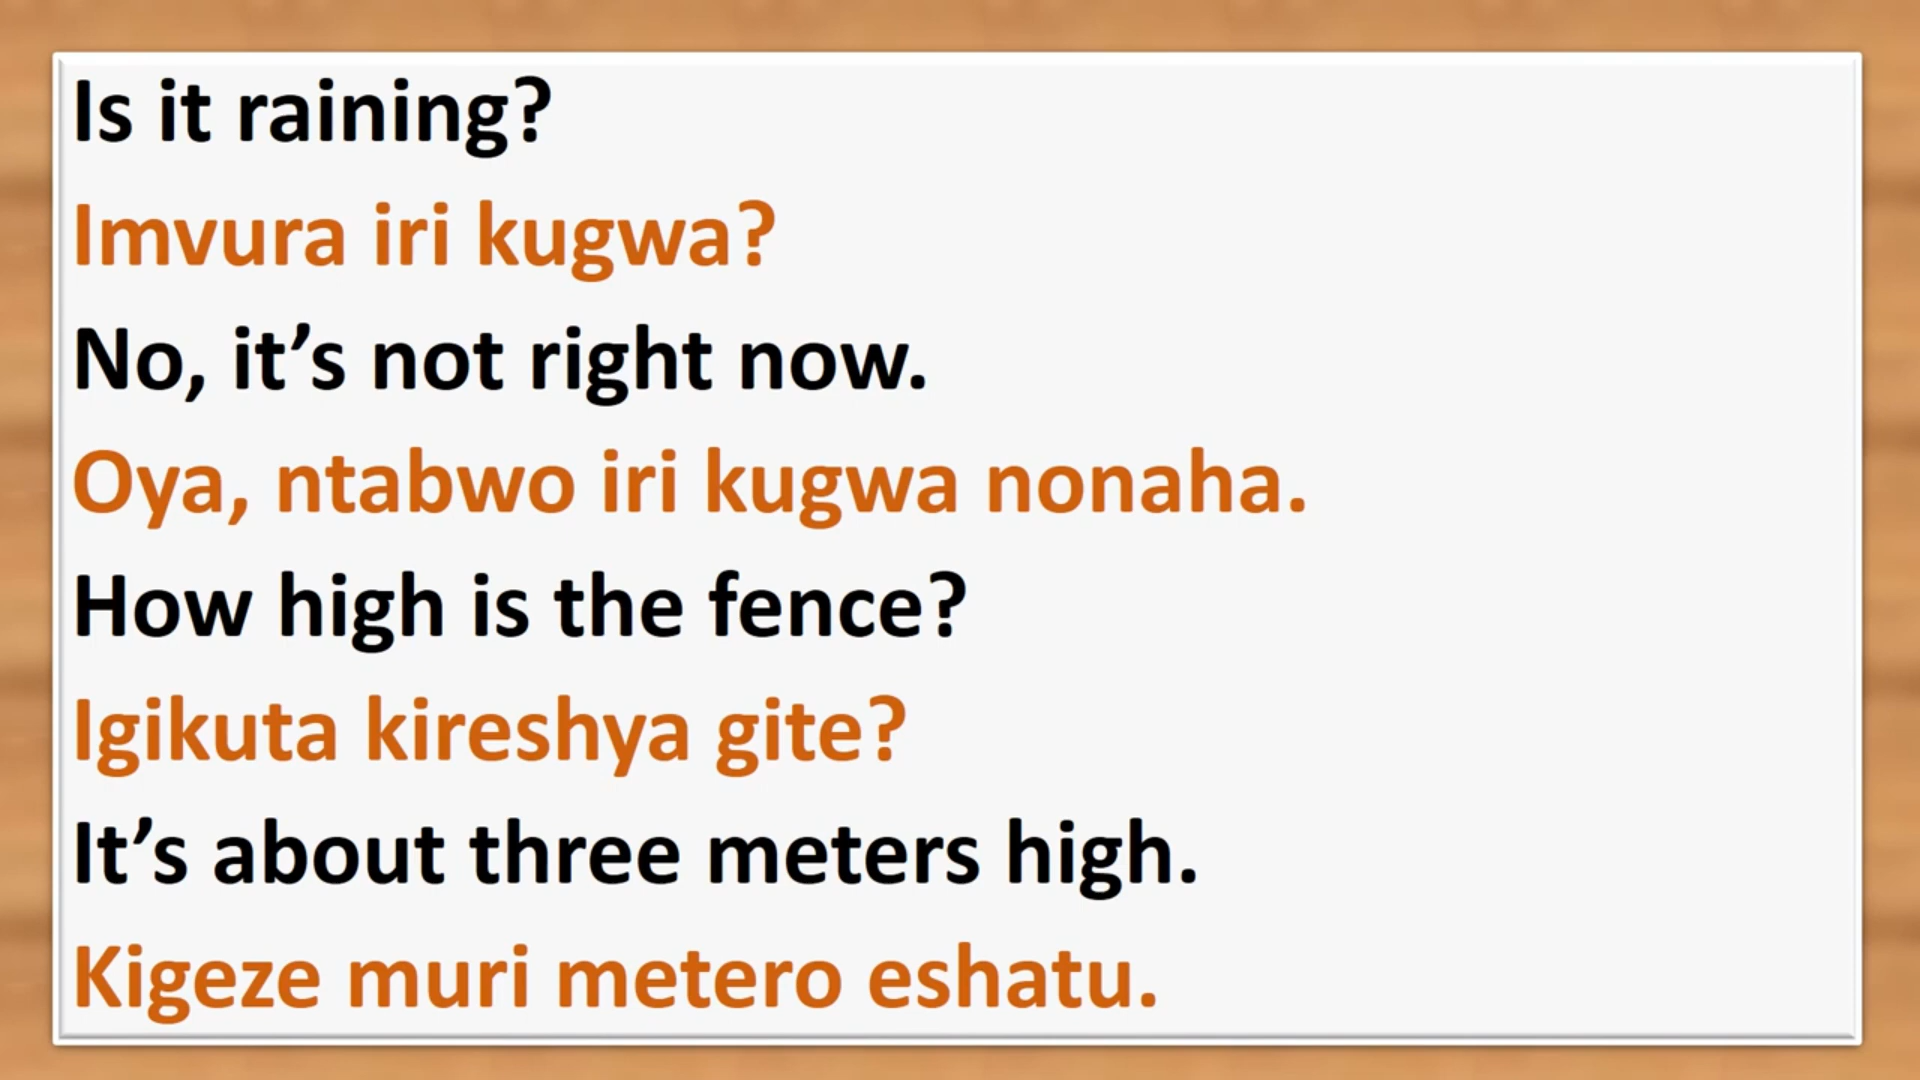 Is it raining?
Imvura iri kugwa?
No, it’s not right now.
Oya, ntabwo iri kugwa nonaha.
How high is the fence?
Igikuta kireshya gite?
It’s about three meters high.
Kigeze muri metero eshatu.